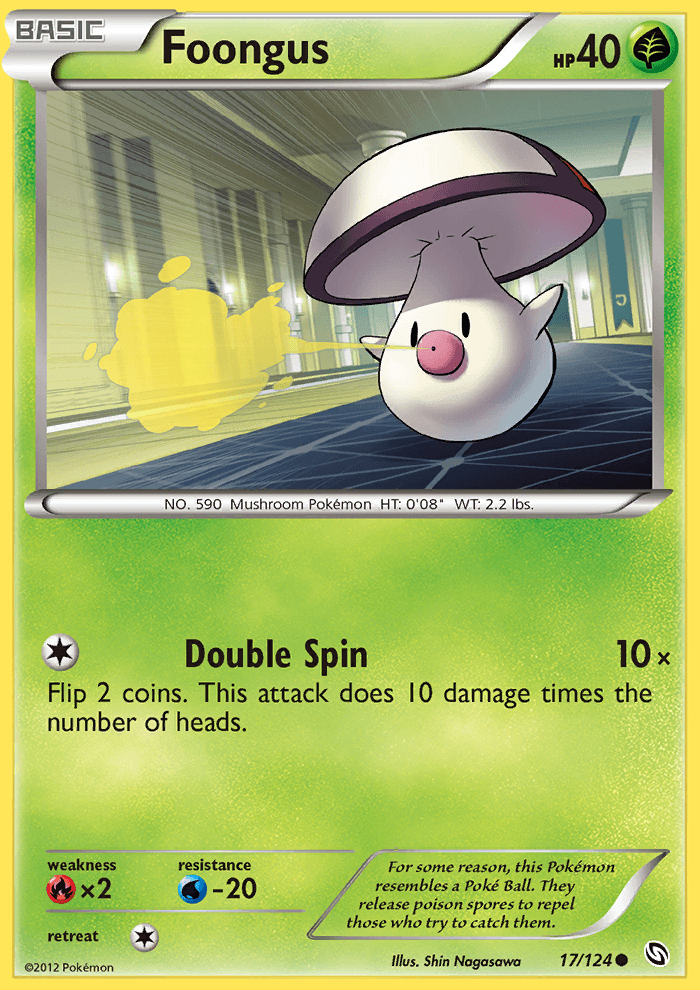 BASIC
Foongus
HP40
NO. 590 Mushroom Pokémon HT: 0'08" WT: 2.2 lbs.
Double Spin 10×
Flip 2 coins. This attack does 10 damage times the
number of heads.
weakness
×2
resistance
-20
retreat
For some reason, this Pokémon
resembles a Poké Ball. They
release poison spores to repel
those who try to catch them.
©2012 Pokémon
Illus. Shin Nagasawa
17/124